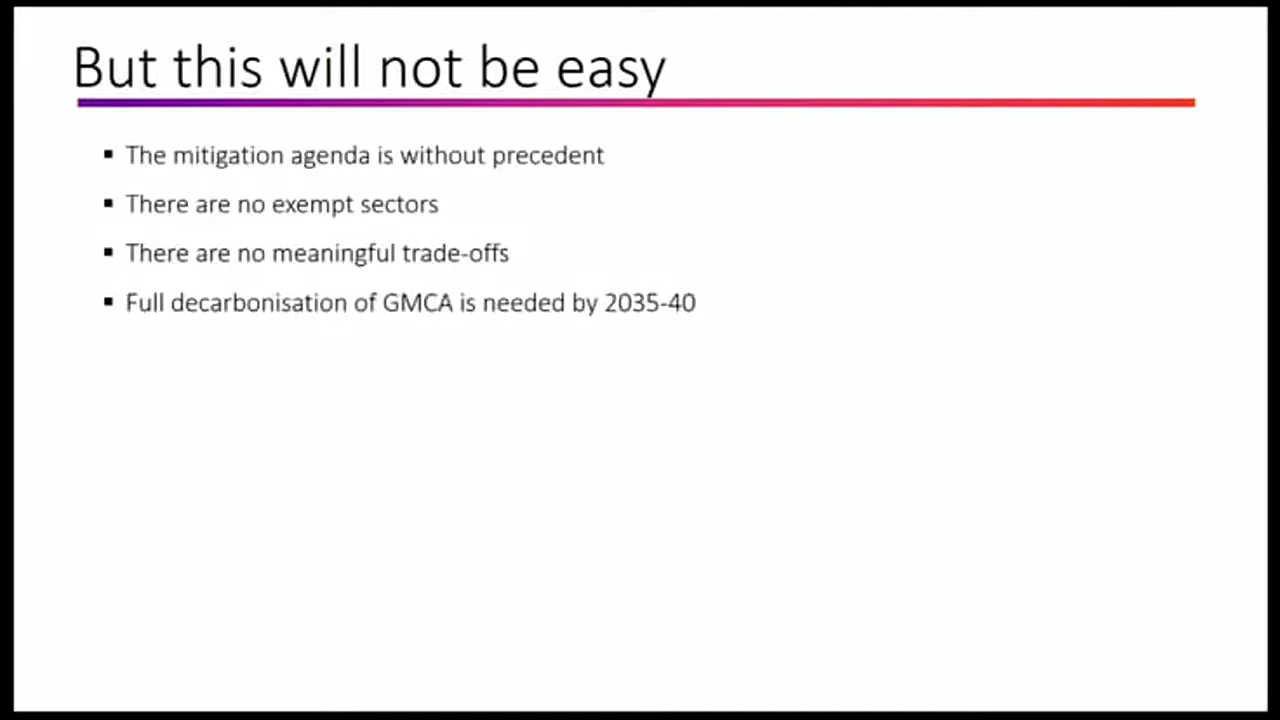 But this will not be easy
▪ The mitigation agenda is without precedent
▪ There are no exempt sectors
▪ There are no meaningful trade-offs
▪ Full decarbonisation of GMCA is needed by 2035-40